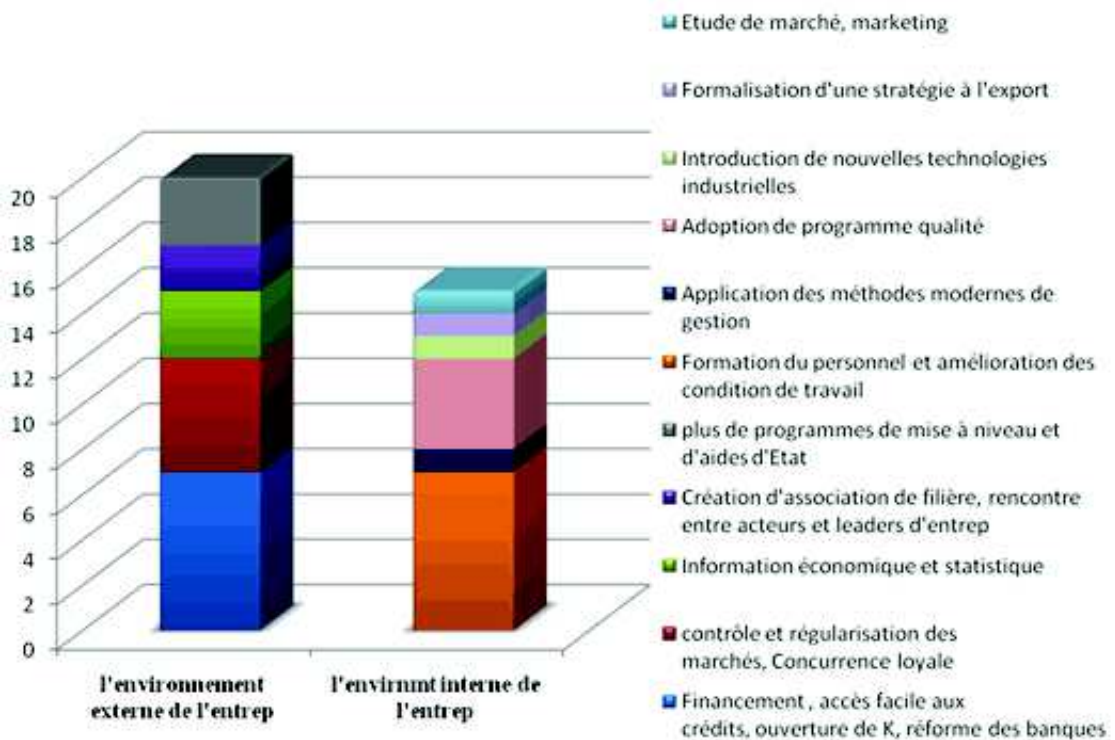 20
18
16
14
12
10
8
6
4
2
0
l'environnement
externe de l'entrep
l'envirnmt interne de
l'entrep
Etude de marché, marketing
Formalisation d'une stratégie à l'export
Introduction de nouvelles technologies
industrielles
Adoption de programme qualité
Application des méthodes modernes de
gestion
Formation du personnel et amélioration des
condition de travail
plus de programmes de mise à niveau et
d'aides d'Etat
Création d'association de filière, rencontre
entre acteurs et leaders d'entrep
Information économique et statistique
contrôle et régularisation des
marchés, Concurrence loyale
Financement , accès facile aux
crédits, ouverture de K, réforme des banques